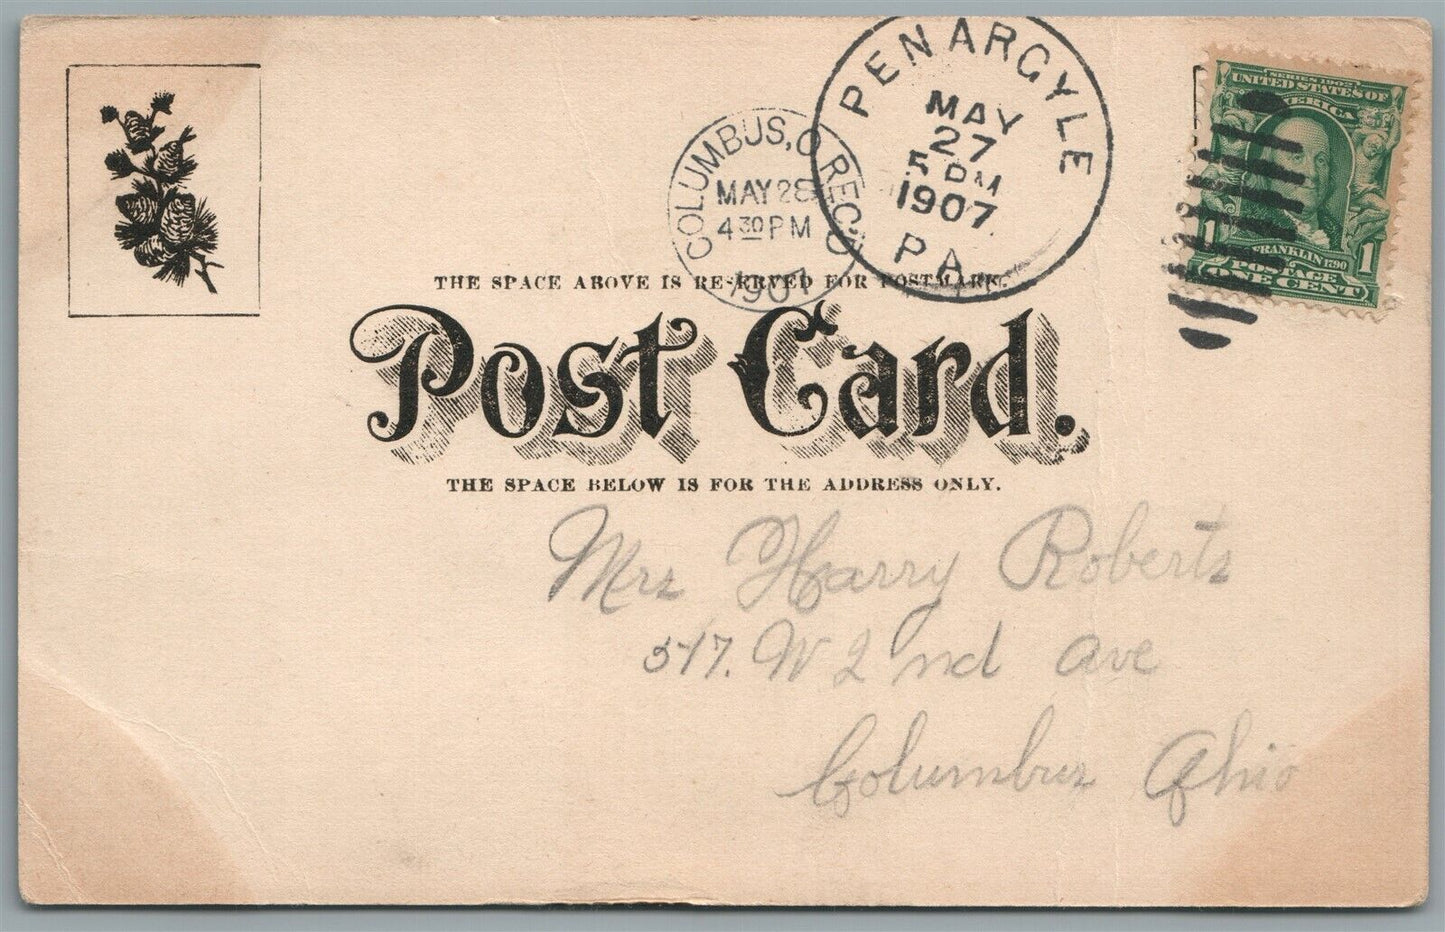 PEN ARGYLE
MAY
27
5 PM
1907
PA.
COLUMBUS, O. REC'D
MAY 28
4 30 PM
1907
SERIES 1902
UNITED STATES OF
AMERICA
1 1
FRANKLIN
POSTAGE
ONE CENT
THE SPACE ABOVE IS RESERVED FOR POSTMARK.
Post Card.
THE SPACE BELOW IS FOR THE ADDRESS ONLY.
Mrs Harry Roberts
517. W 2nd ave
Columbus Ohio